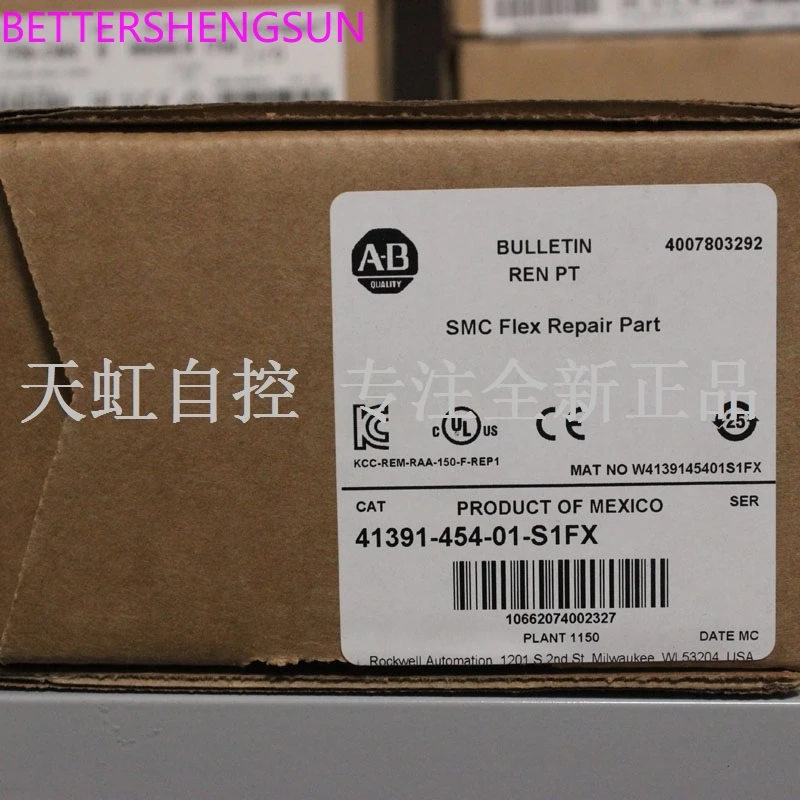 BETTERSHENGSUN
A-B
QUALITY
BULLETIN
REN PT
4007803292
SMC Flex Repair Part
天虹自控 专注全新正品
C UL US
CE
25
KCC-REM-RAA-150-F-REP1
MAT NO W4139145401S1FX
CAT
PRODUCT OF MEXICO
SER
41391-454-01-S1FX
10662074002327
PLANT 1150
DATE MC
Rockwell Automation, 1201 S.2nd St. Milwaukee, WI.53204, USA